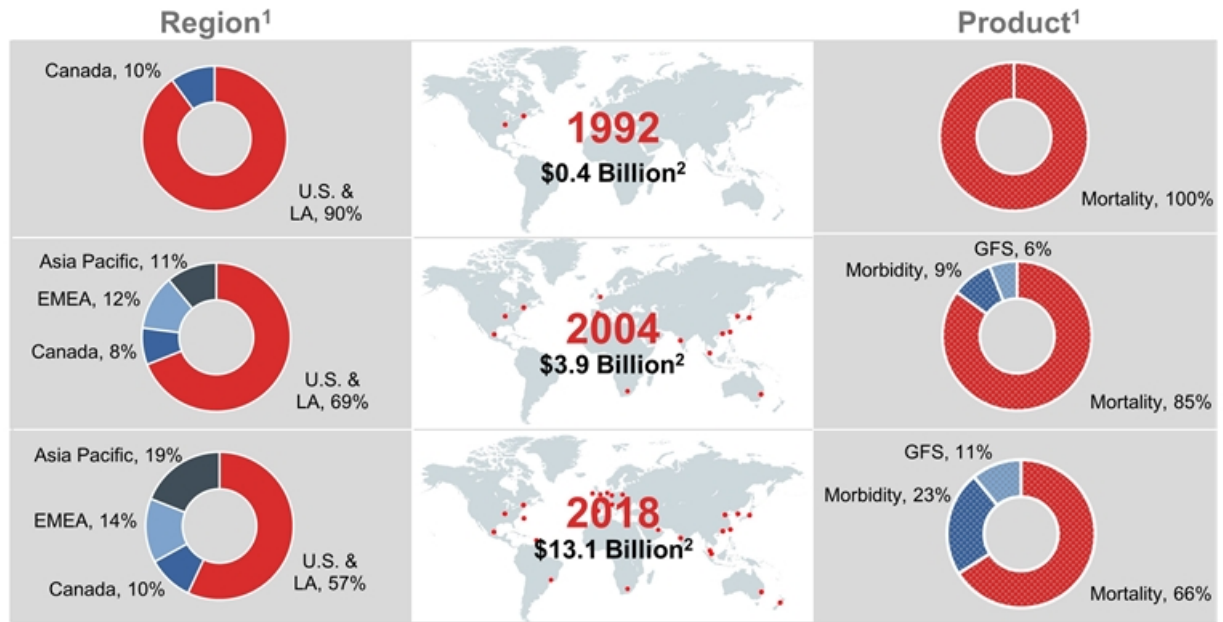 Region¹
Product¹
Canada, 10%
U.S. &
LA, 90%
1992
$0.4 Billion²
Mortality, 100%
Asia Pacific, 11%
EMEA, 12%
Canada, 8%
U.S. &
LA, 69%
2004
$3.9 Billion²
GFS, 6%
Morbidity, 9%
Mortality, 85%
Asia Pacific, 19%
EMEA, 14%
Canada, 10%
U.S. &
LA, 57%
2018
$13.1 Billion²
GFS, 11%
Morbidity, 23%
Mortality, 66%